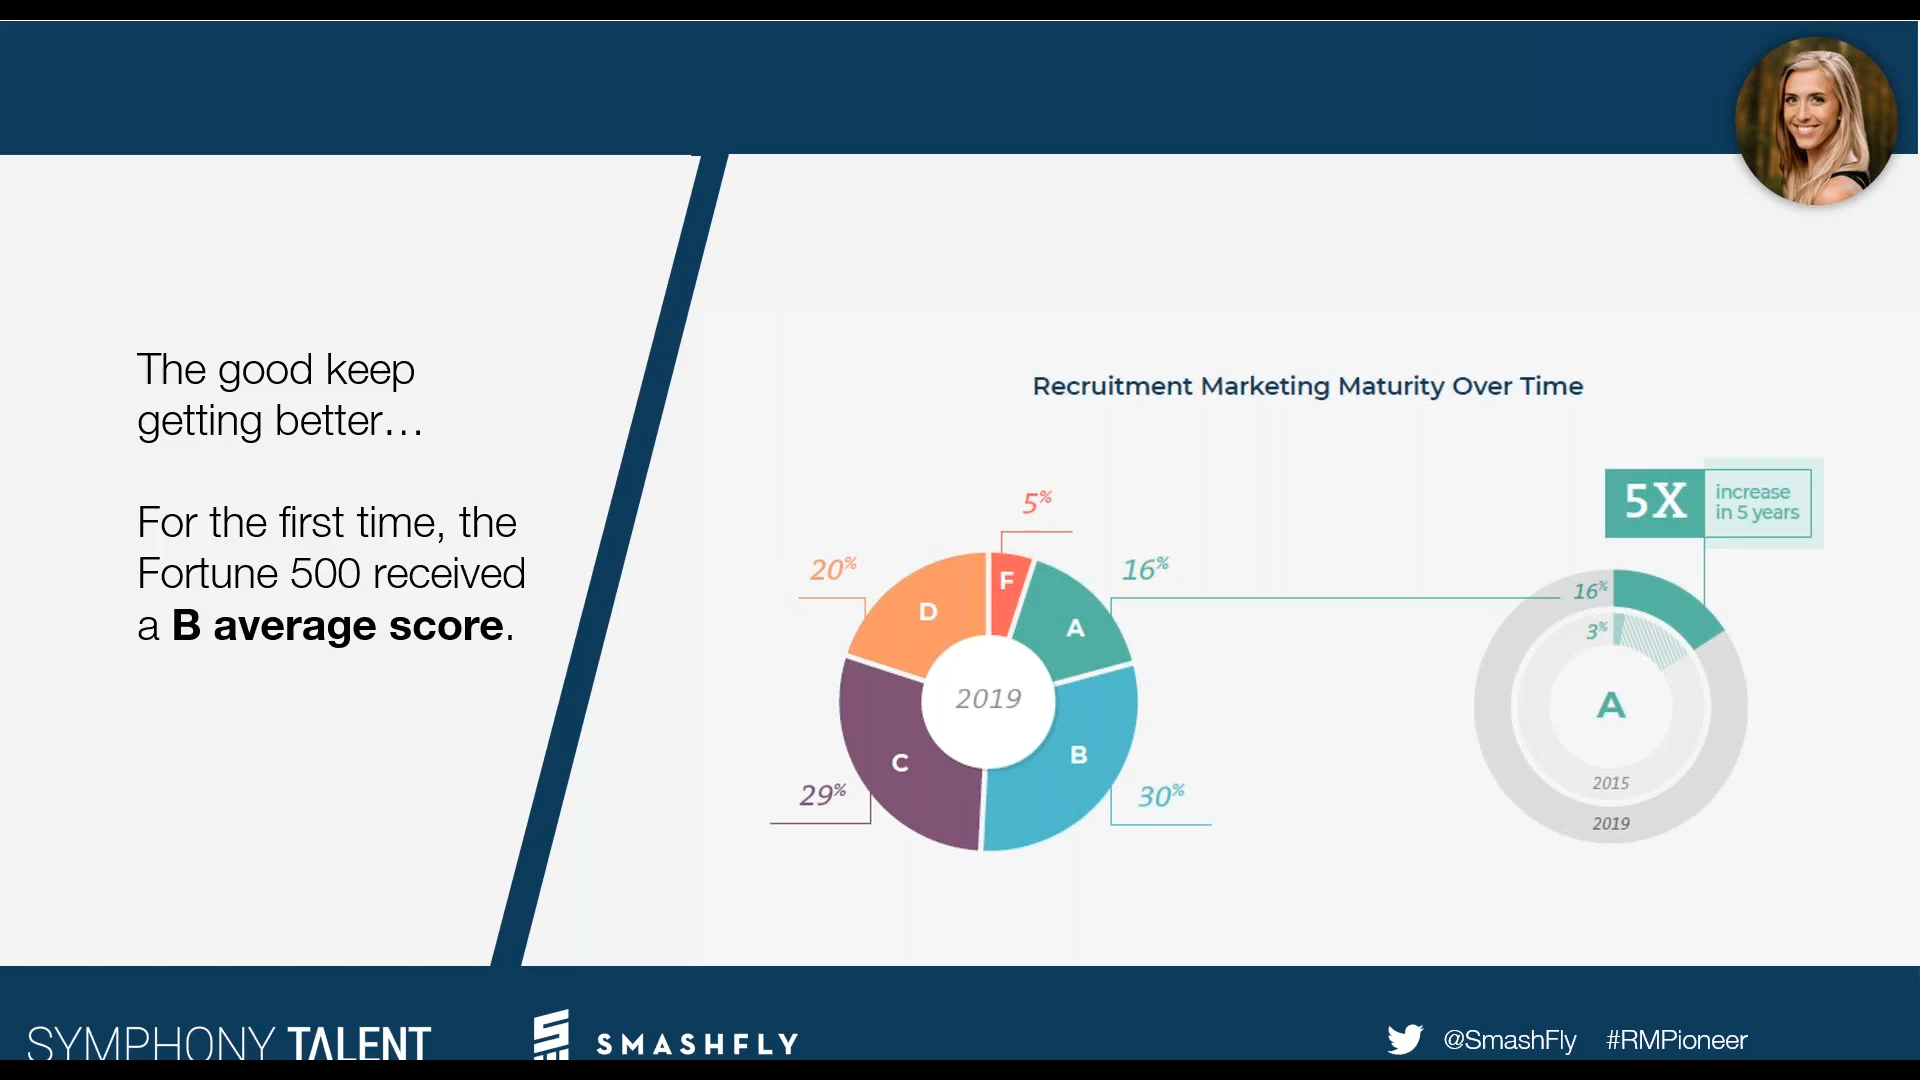 The good keep
getting better…
For the first time, the
Fortune 500 received
a B average score.
Recruitment Marketing Maturity Over Time
5%
20%
16%
F
D
A
2019
C
B
29%
30%
5X
increase
in 5 years
16%
3%
A
2015
2019
SYMPHONY TALENT
SMASHFLY
@SmashFly #RMPioneer